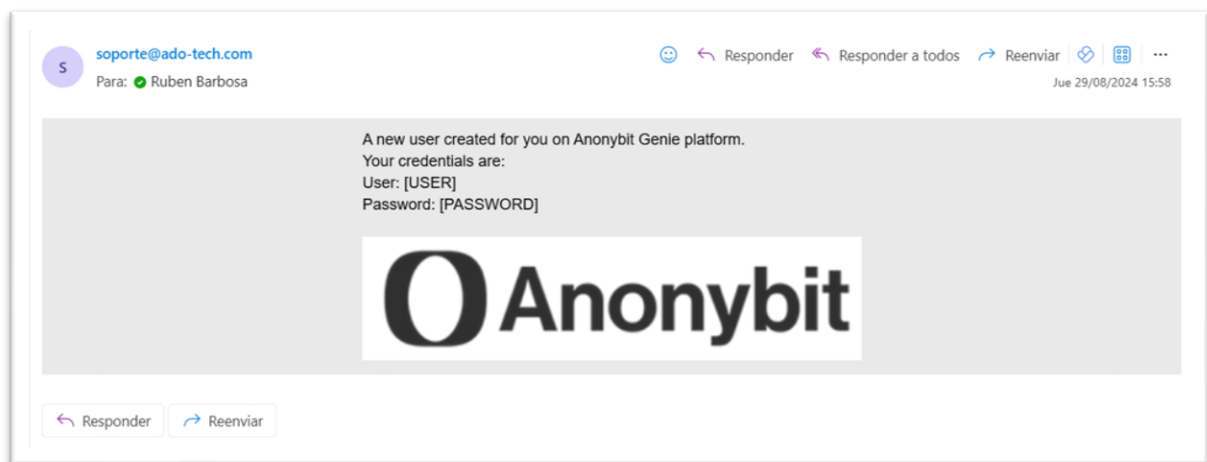 S
soporte@ado-tech.com
Para: Ruben Barbosa
Responder
Responder a todos
Reenviar
Jue 29/08/2024 15:58
A new user created for you on Anonybit Genie platform.
Your credentials are:
User: [USER]
Password: [PASSWORD]
Anonybit
Responder
Reenviar